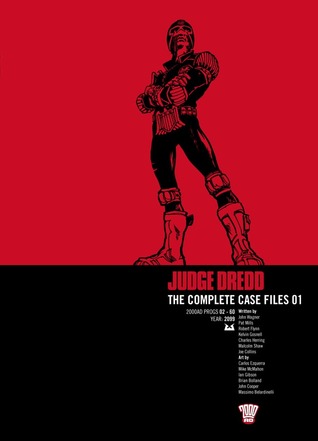 JUDGE DREDD
THE COMPLETE CASE FILES 01
2000AD PROGS 02 - 60
YEAR: 2099
Written by
John Wagner
Pat Mills
Robert Flynn
Kelvin Gosnell
Charles Herring
Malcolm Shaw
Joe Collins
Art by
Carlos Ezquerra
Mike McMahon
Ian Gibson
Brian Bolland
John Cooper
Massimo Belardinelli
2000
AD